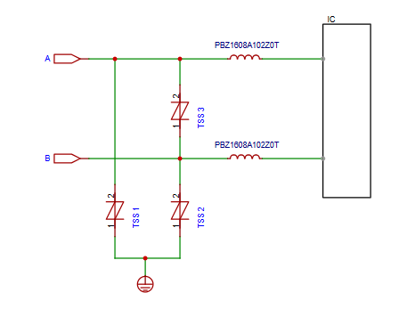 IC
PBZ1608A102Z0T
A
2
1
TSS 3
PBZ1608A102Z0T
B
2
1
TSS 1
2
1
TSS 2